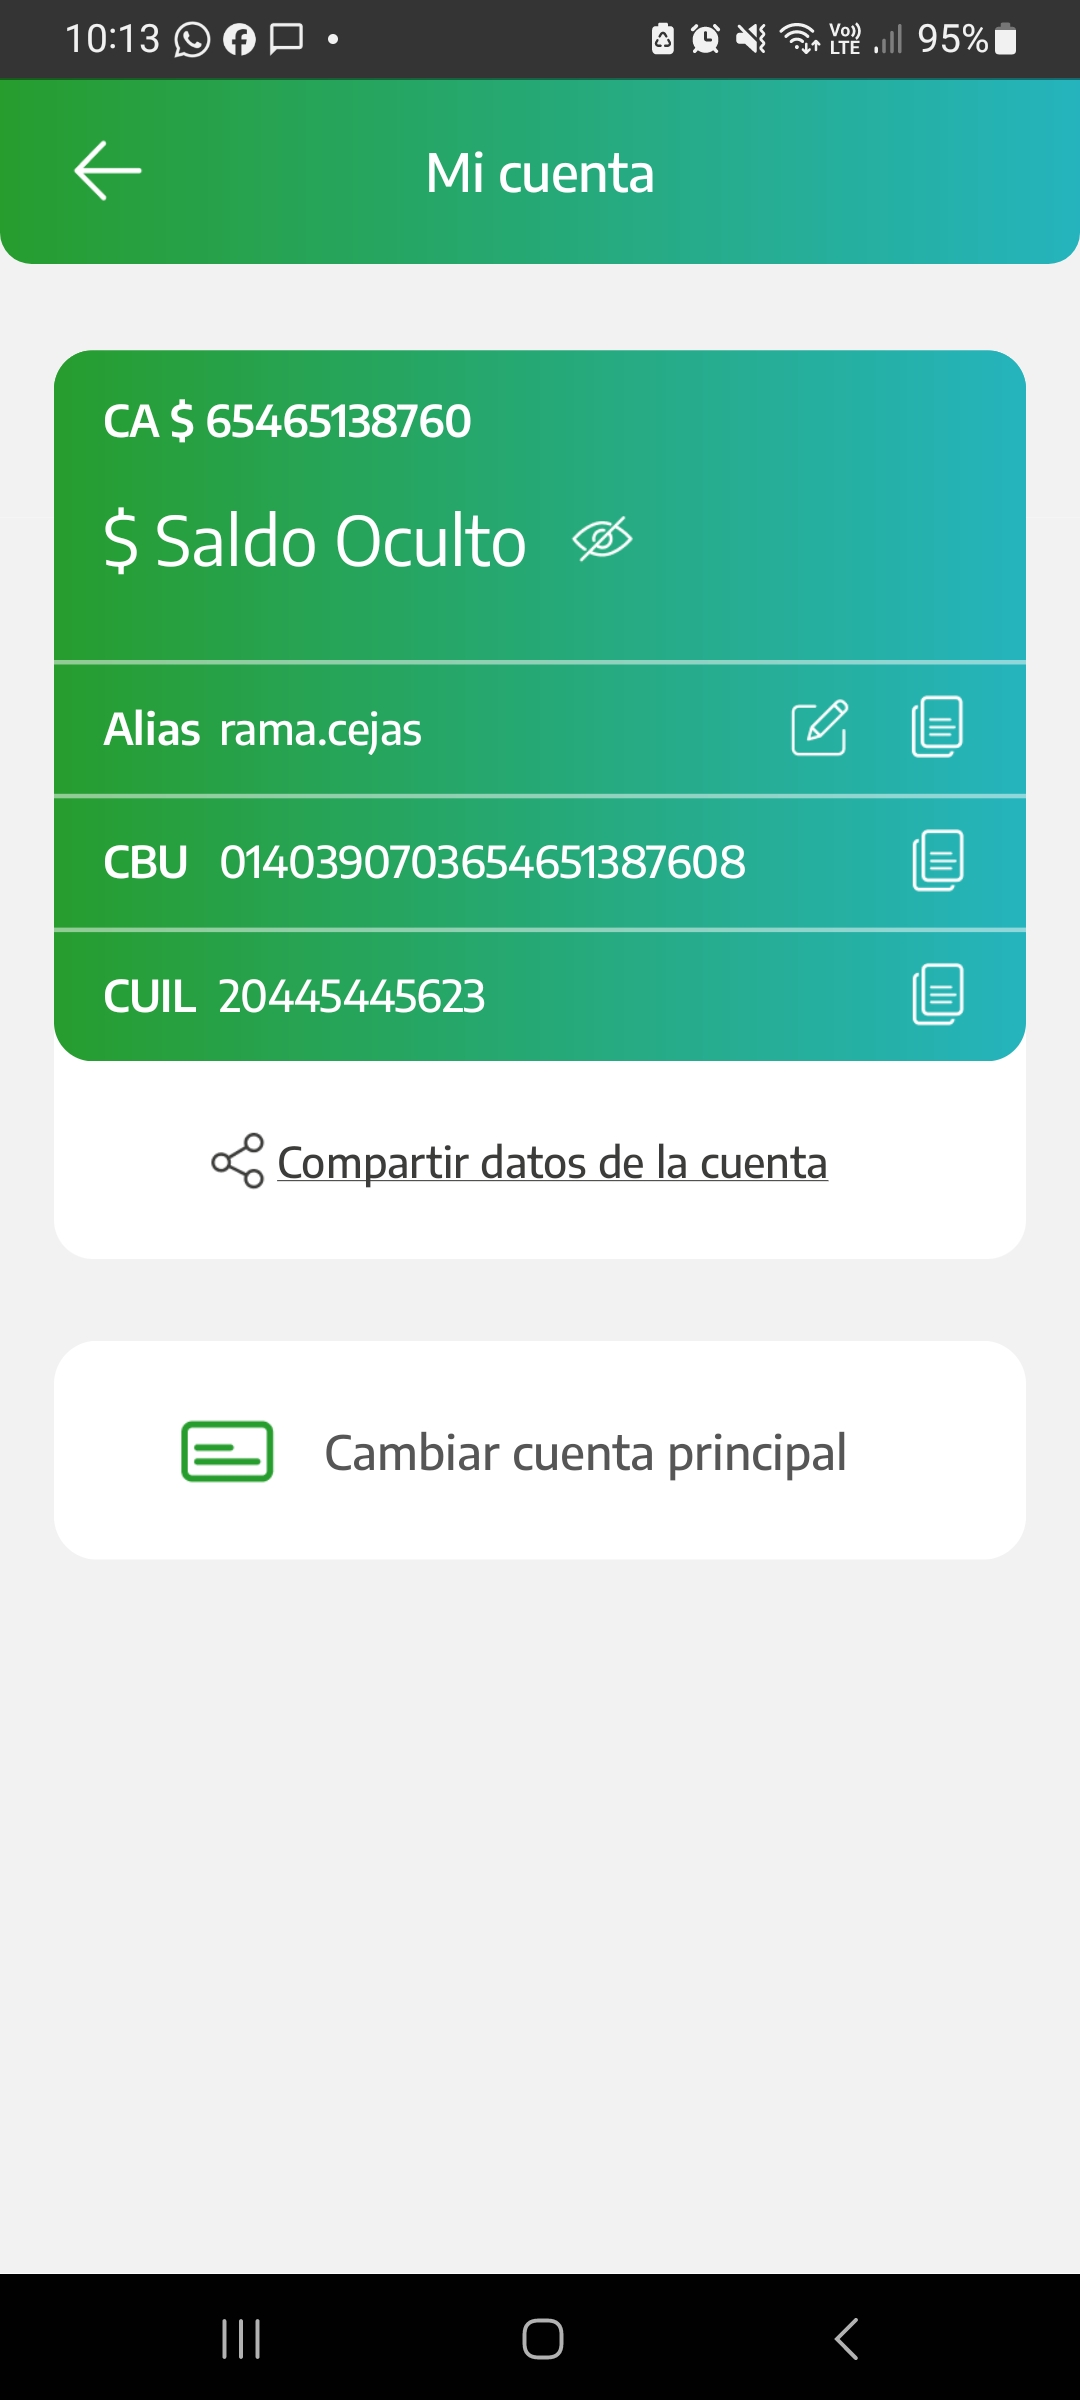 10:13 Vo)) LTE 95%
Mi cuenta
CA $ 65465138760
$ Saldo Oculto
Alias rama.cejas
CBU 0140390703654651387608
CUIL 20445445623
Compartir datos de la cuenta
Cambiar cuenta principal